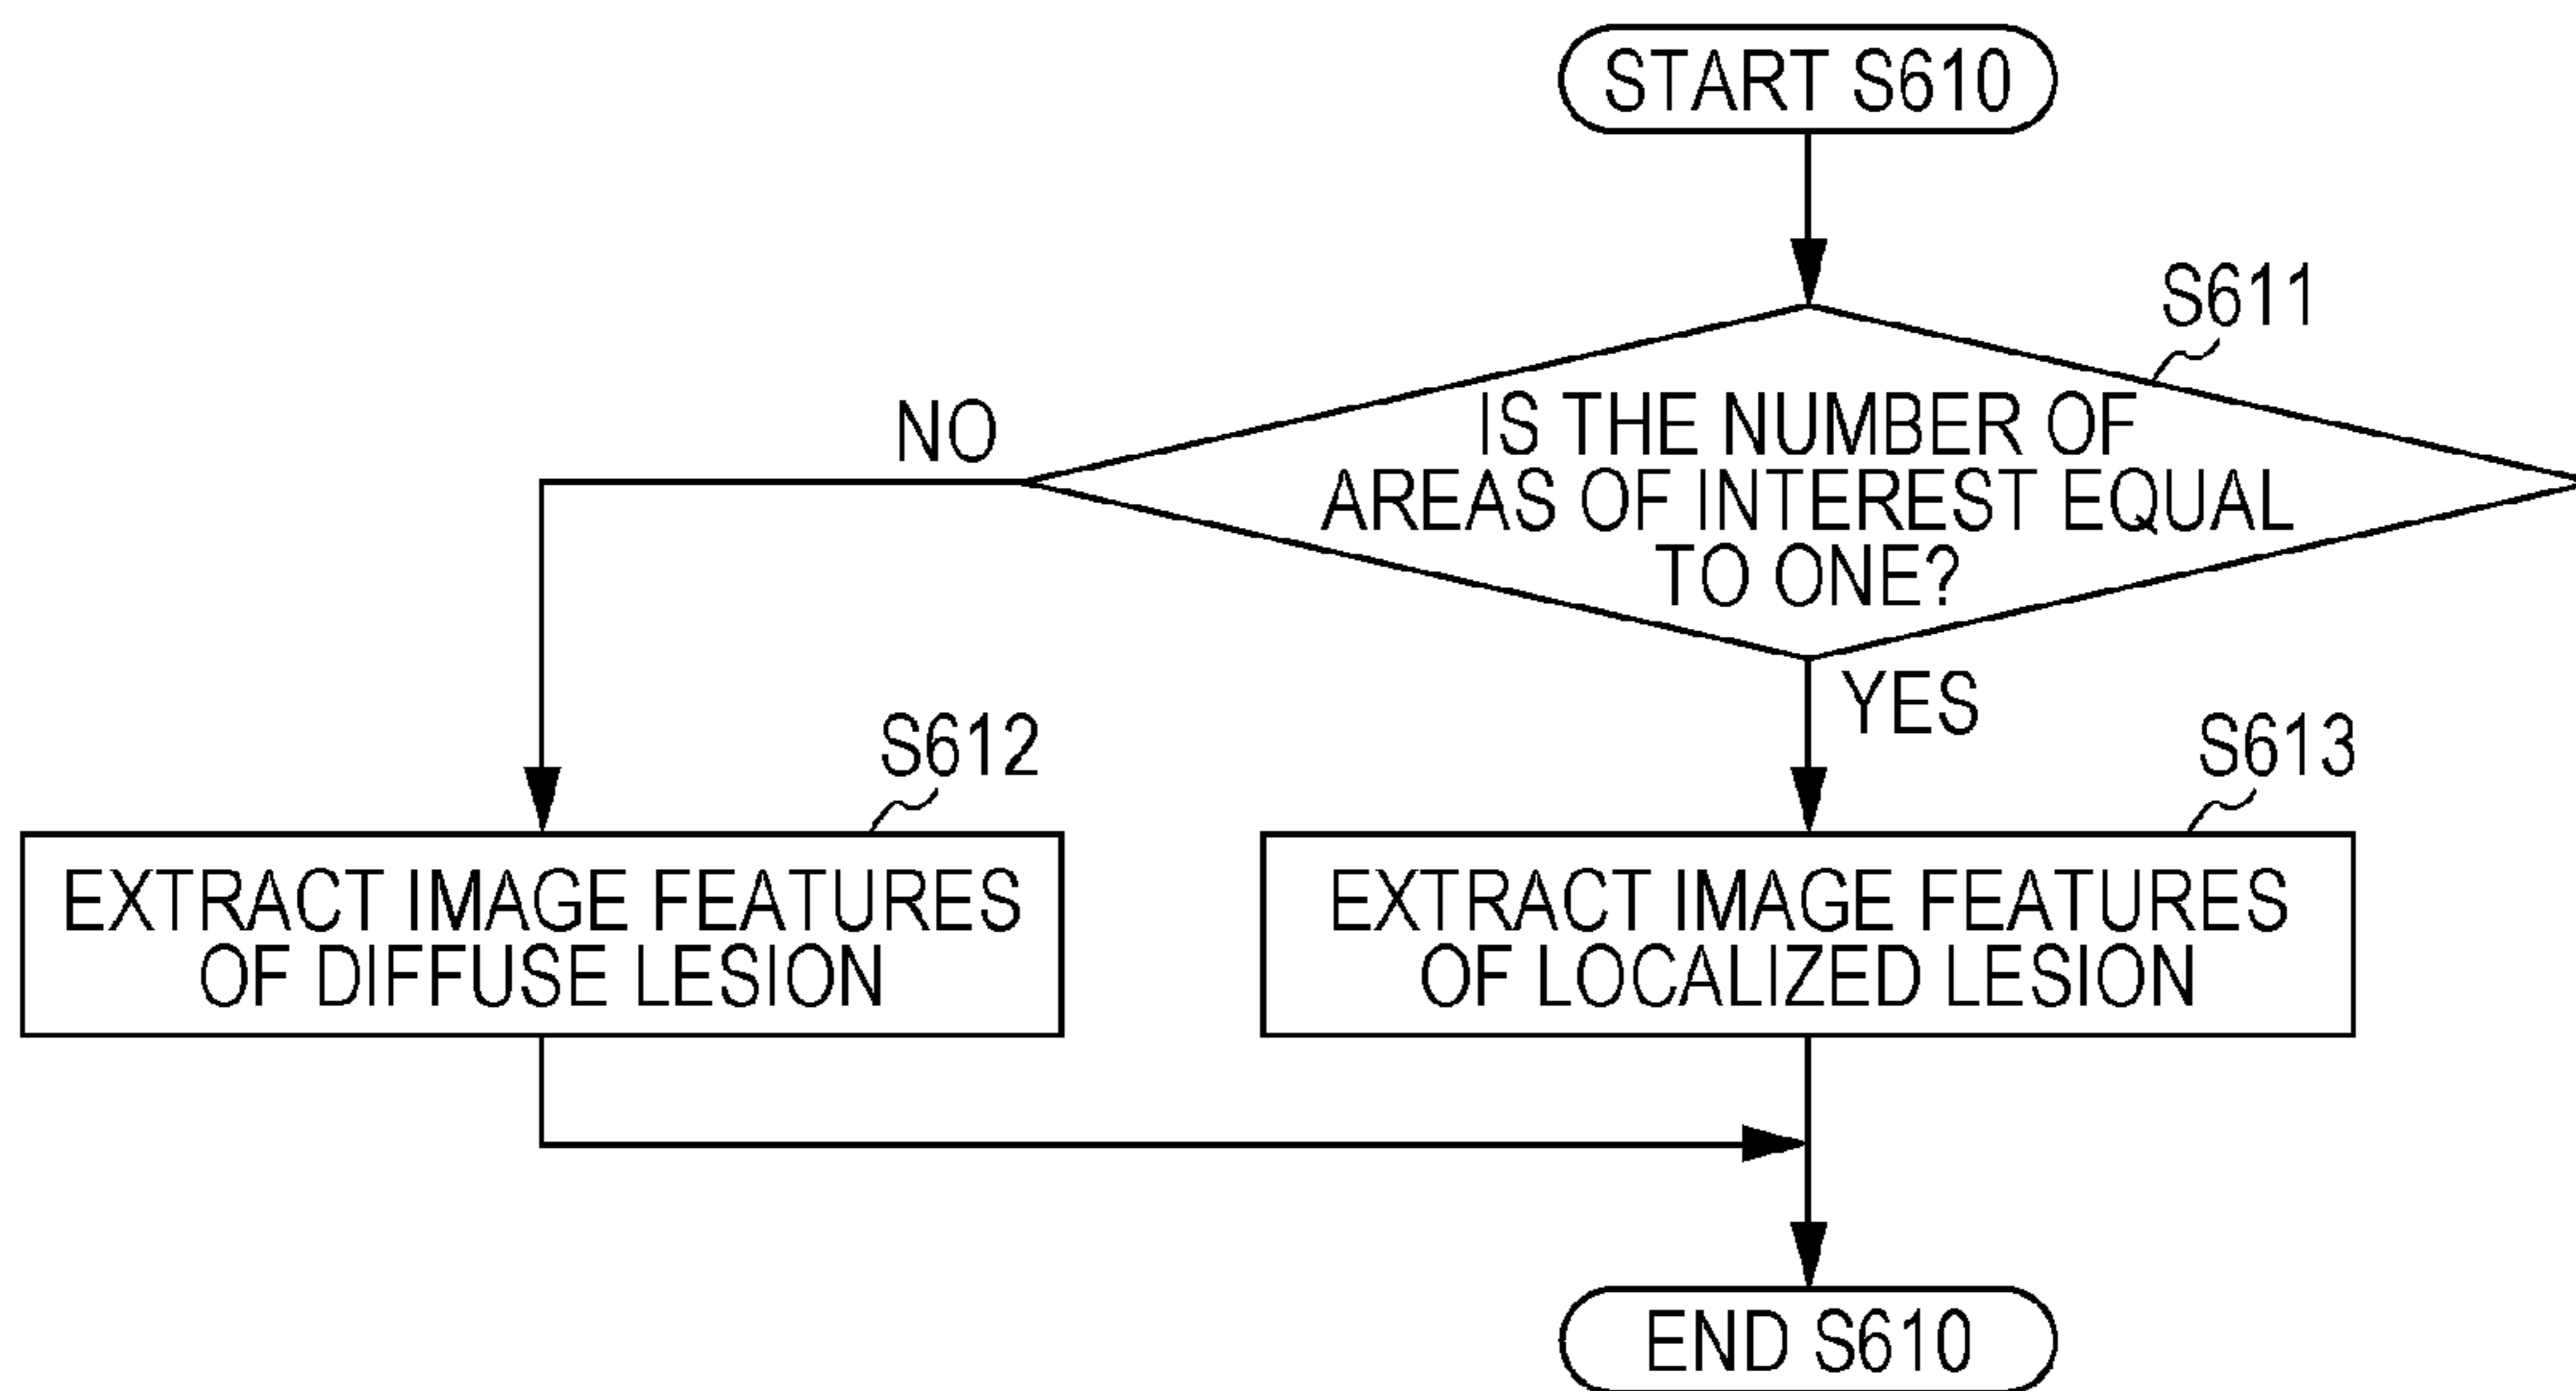 START S610
S611
IS THE NUMBER OF
AREAS OF INTEREST EQUAL
TO ONE?
NO
YES
S612
EXTRACT IMAGE FEATURES
OF DIFFUSE LESION
S613
EXTRACT IMAGE FEATURES
OF LOCALIZED LESION
END S610